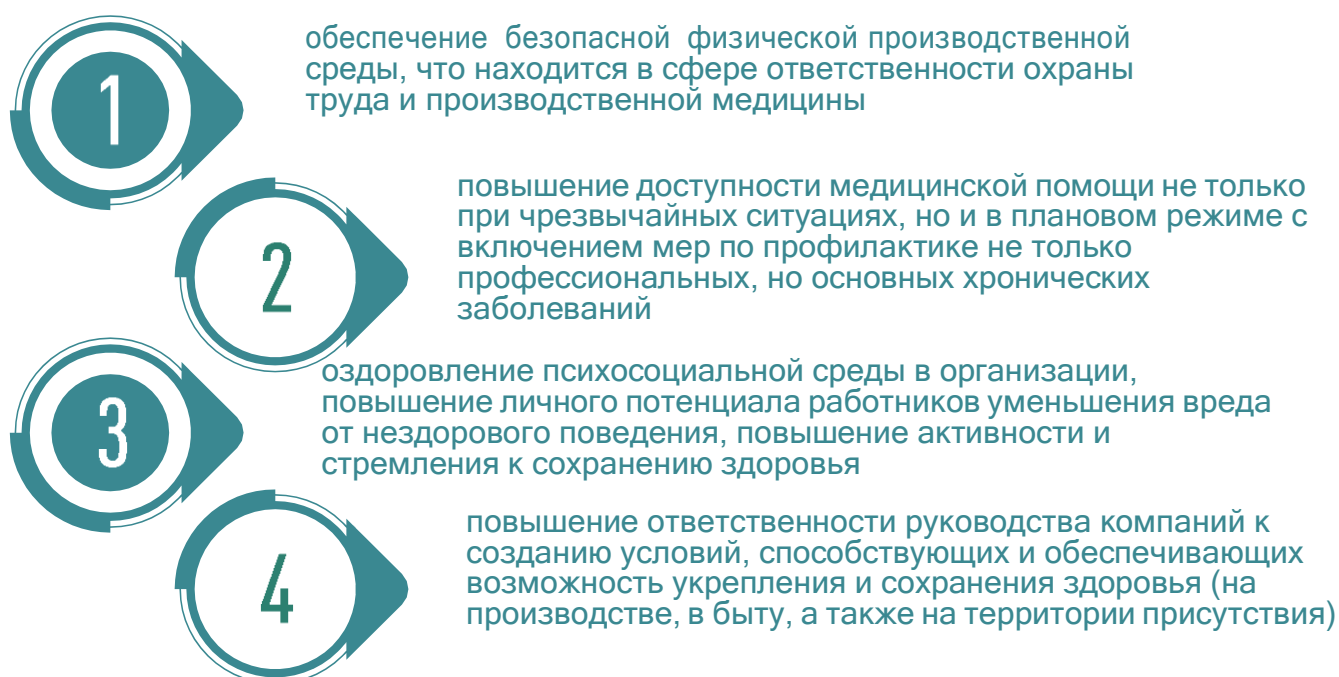 1
обеспечение безопасной физической производственной
среды, что находится в сфере ответственности охраны
труда и производственной медицины
2
повышение доступности медицинской помощи не только
при чрезвычайных ситуациях, но и в плановом режиме с
включением мер по профилактике не только
профессиональных, но основных хронических
заболеваний
3
оздоровление психосоциальной среды в организации,
повышение личного потенциала работников уменьшения вреда
от нездорового поведения, повышение активности и
стремления к сохранению здоровья
4
повышение ответственности руководства компаний к
созданию условий, способствующих и обеспечивающих
возможность укрепления и сохранения здоровья (на
производстве, в быту, а также на территории присутствия)